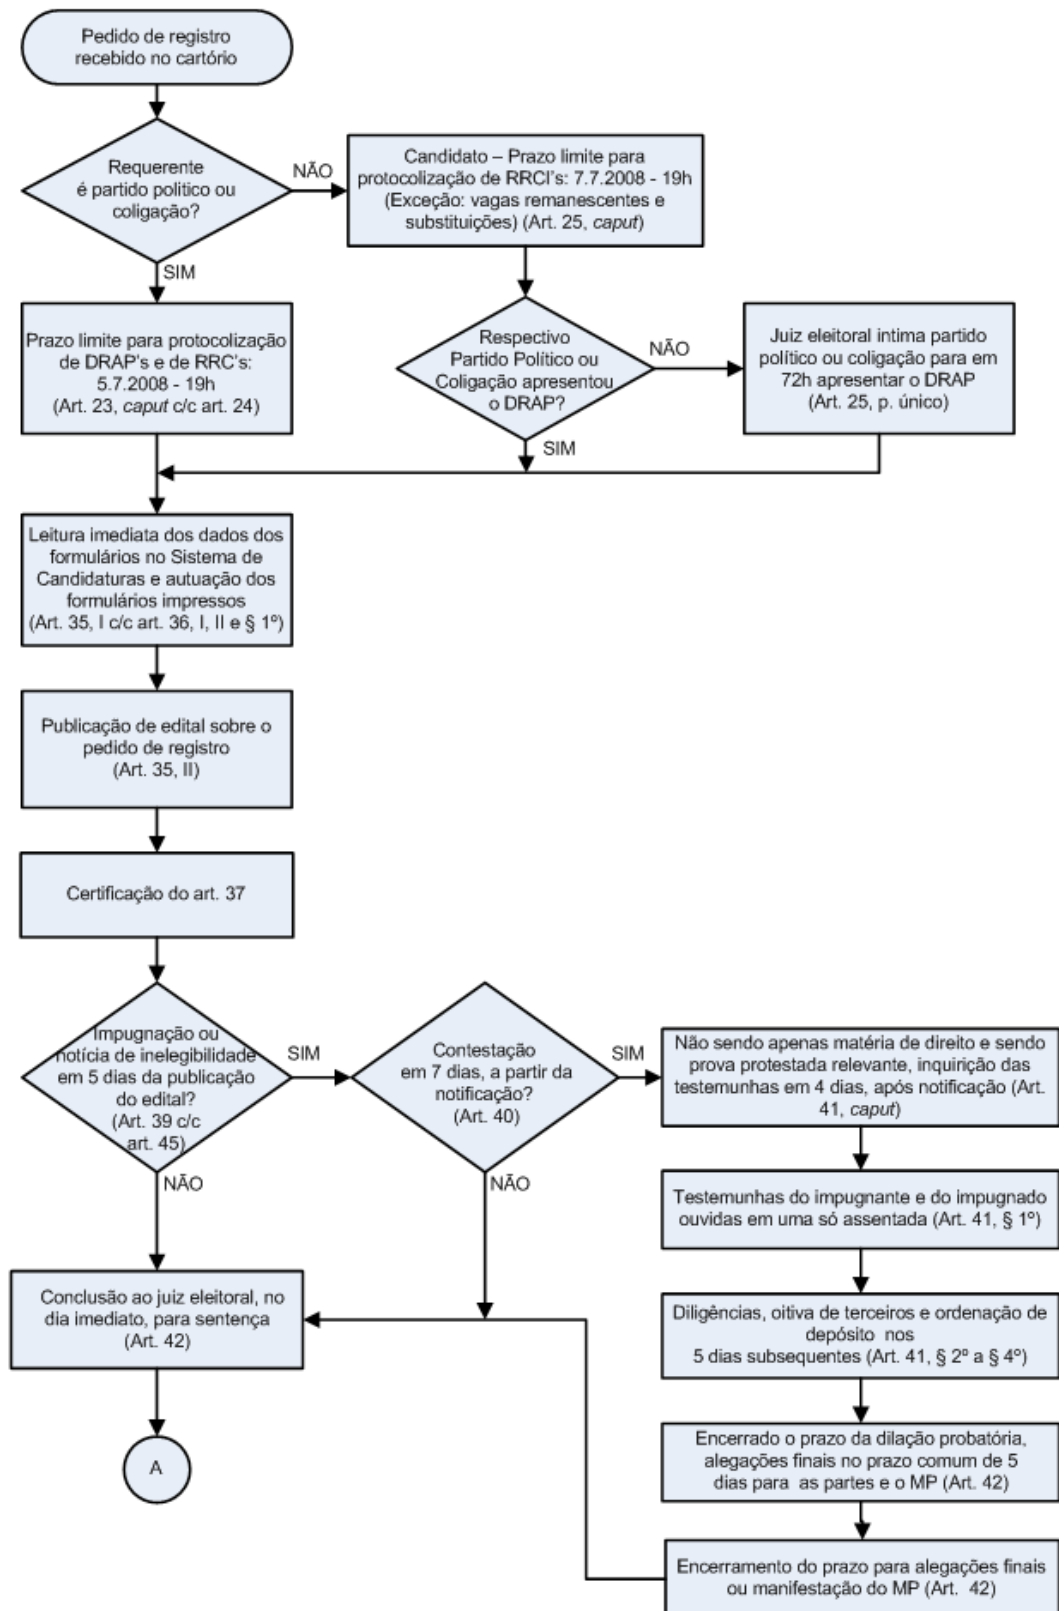 Pedido de registro
recebido no cartório
Requerente
é partido politico ou
coligação?
NÃO
Candidato – Prazo limite para
protocolização de RRCI's: 7.7.2008 - 19h
(Exceção: vagas remanescentes e
substituições) (Art. 25, caput)
SIM
Prazo limite para protocolização
de DRAP's e de RRC's:
5.7.2008 - 19h
(Art. 23, caput c/c art. 24)
Respectivo
Partido Político ou
Coligação apresentou
o DRAP?
NÃO
Juiz eleitoral intima partido
político ou coligação para em
72h apresentar o DRAP
(Art. 25, p. único)
SIM
Leitura imediata dos dados dos
formulários no Sistema de
Candidaturas e autuação dos
formulários impressos
(Art. 35, I c/c art. 36, I, II e § 1º)
Publicação de edital sobre o
pedido de registro
(Art. 35, II)
Certificação do art. 37
Impugnação ou
notícia de inelegibilidade
em 5 dias da publicação
do edital?
(Art. 39 c/c
art. 45)
SIM
Contestação
em 7 dias, a partir da
notificação?
(Art. 40)
SIM
Não sendo apenas matéria de direito e sendo
prova protestada relevante, inquirição das
testemunhas em 4 dias, após notificação (Art.
41, caput)
NÃO
NÃO
Testemunhas do impugnante e do impugnado
ouvidas em uma só assentada (Art. 41, § 1º)
Conclusão ao juiz eleitoral, no
dia imediato, para sentença
(Art. 42)
Diligências, oitiva de terceiros e ordenação de
depósito nos
5 dias subsequentes (Art. 41, § 2º a § 4º)
Encerrado o prazo da dilação probatória,
alegações finais no prazo comum de 5
dias para as partes e o MP (Art. 42)
A
Encerramento do prazo para alegações finais
ou manifestação do MP (Art. 42)